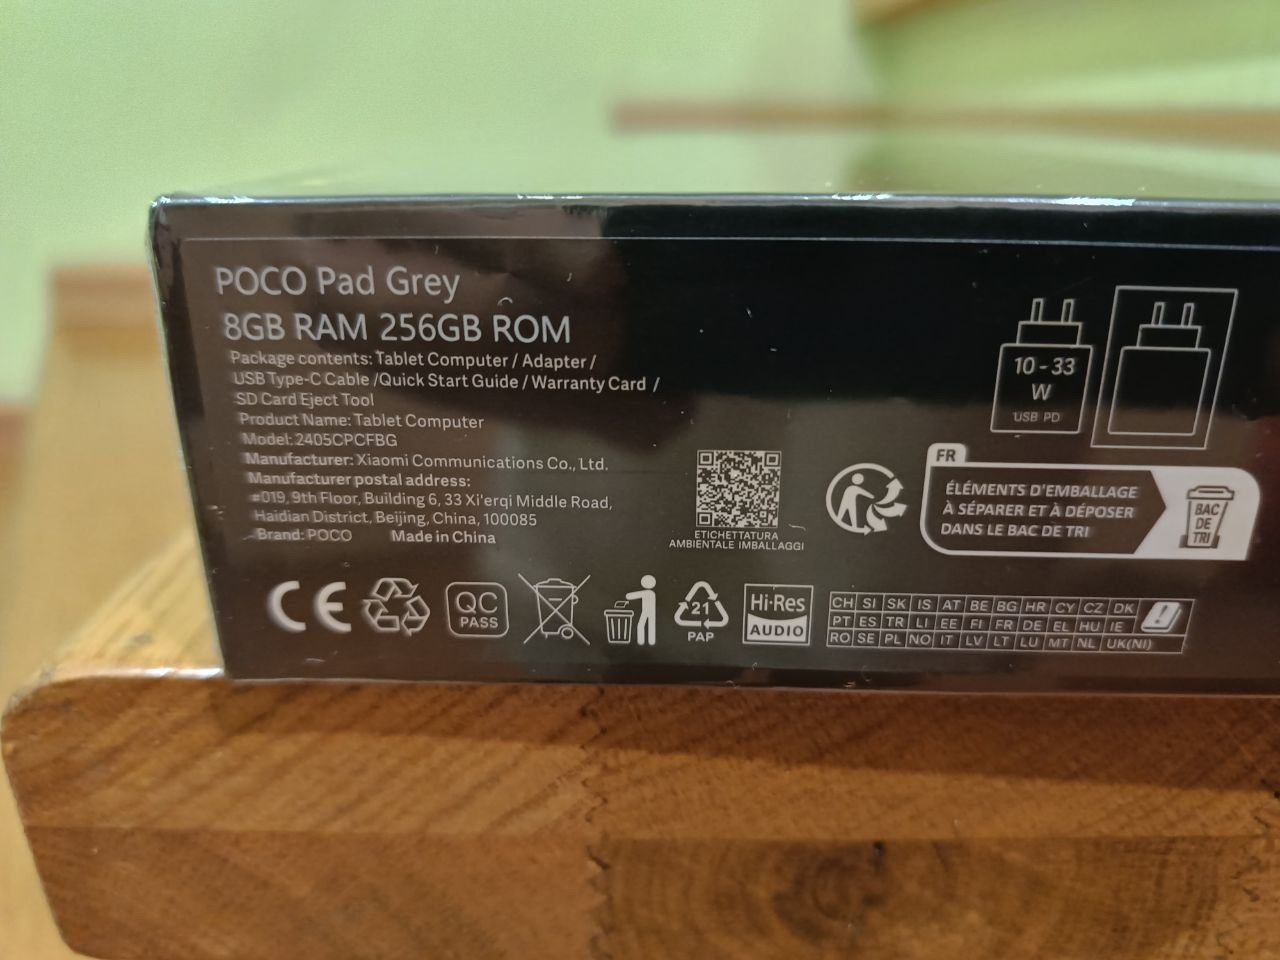 POCO Pad Grey
8GB RAM 256GB ROM
Package contents: Tablet Computer / Adapter /
USB Type-C Cable /Quick Start Guide / Warranty Card /
SD Card Eject Tool
Product Name: Tablet Computer
Model: 2405CPCFBG
Manufacturer: Xiaomi Communications Co., Ltd.
Manufacturer postal address:
#019, 9th Floor, Building 6, 33 Xi'erqi Middle Road,
Haidian District, Beijing, China, 100085
Brand: POCO Made in China
ETICHETTATURA
AMBIENTALE IMBALLAGGI
10 - 33
W
USB PD
FR
ÉLÉMENTS D'EMBALLAGE
À SÉPARER ET À DÉPOSER
DANS LE BAC DE TRI
BAC
DE
TRI
CE
QC
PASS
21
PAP
Hi-Res
AUDIO
CH SI SK IS AT BE BG HR CY CZ DK
PT ES TR LI EE FI FR DE EL HU IE
RO SE PL NO IT LV LT LU MT NL UK(NI)